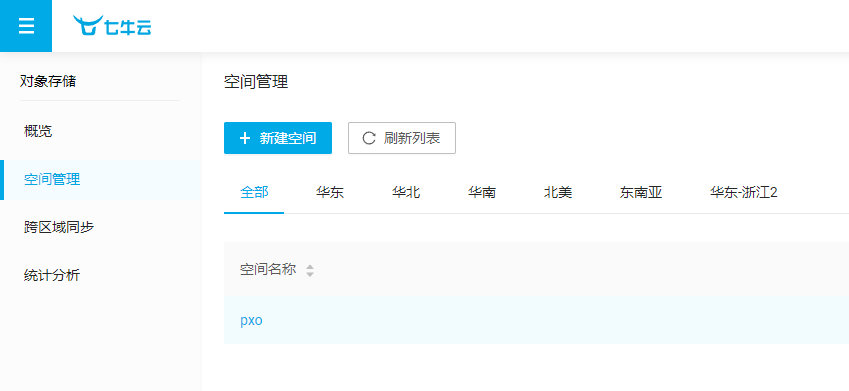 七牛云
对象存储
概览
空间管理
跨区域同步
统计分析
空间管理
新建空间 刷新列表
全部 华东 华北 华南 北美 东南亚 华东-浙江2
空间名称
pxo